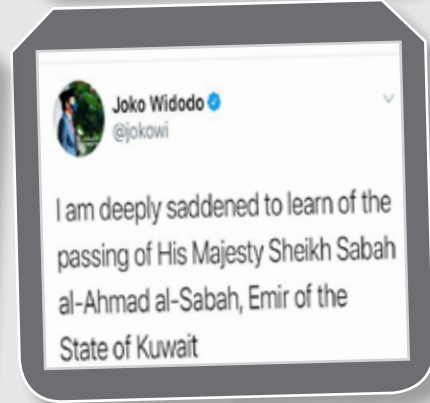 Joko Widodo
@jokowi
I am deeply saddened to learn of the
passing of His Majesty Sheikh Sabah
al-Ahmad al-Sabah, Emir of the
State of Kuwait